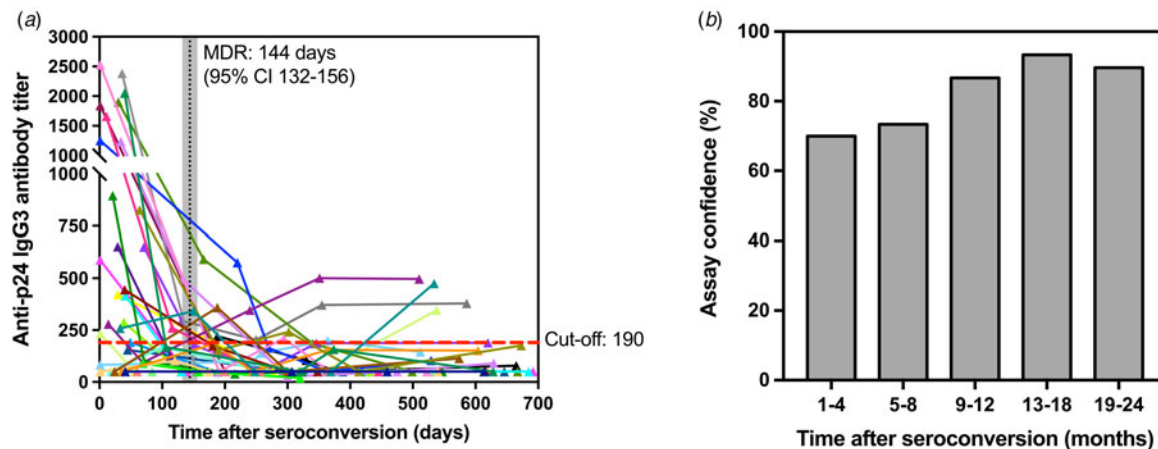 (a)
MDR: 144 days
(95% CI 132-156)
Anti-p24 IgG3 antibody titer
3000
2500
2000
1500
1000
1000
750
500
250
0
Cut-off: 190
0 100 200 300 400 500 600 700
Time after seroconversion (days)
(b)
Assay confidence (%)
100
80
60
40
20
0
1-4 5-8 9-12 13-18 19-24
Time after seroconversion (months)